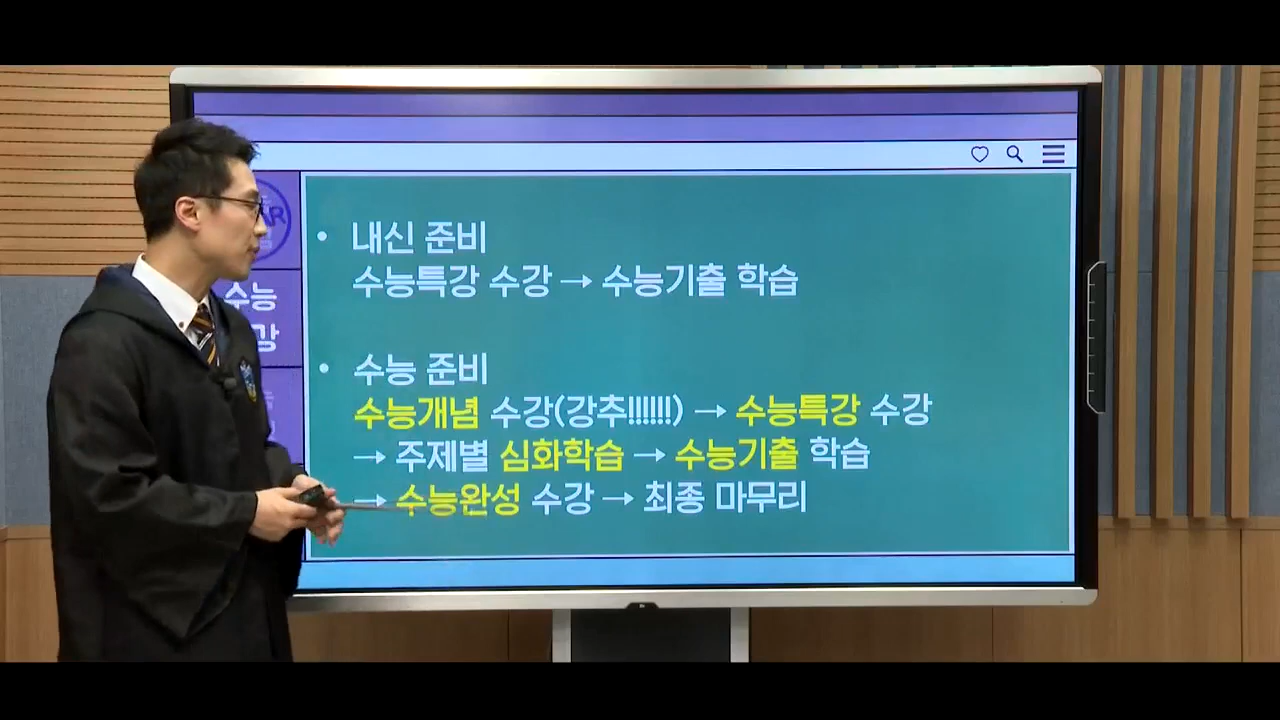 AR
수능
강
• 내신 준비
수능특강 수강 → 수능기출 학습
• 수능 준비
수능개념 수강(강추!!!!!!) → 수능특강 수강
→ 주제별 심화학습 → 수능기출 학습
→ 수능완성 수강 → 최종 마무리